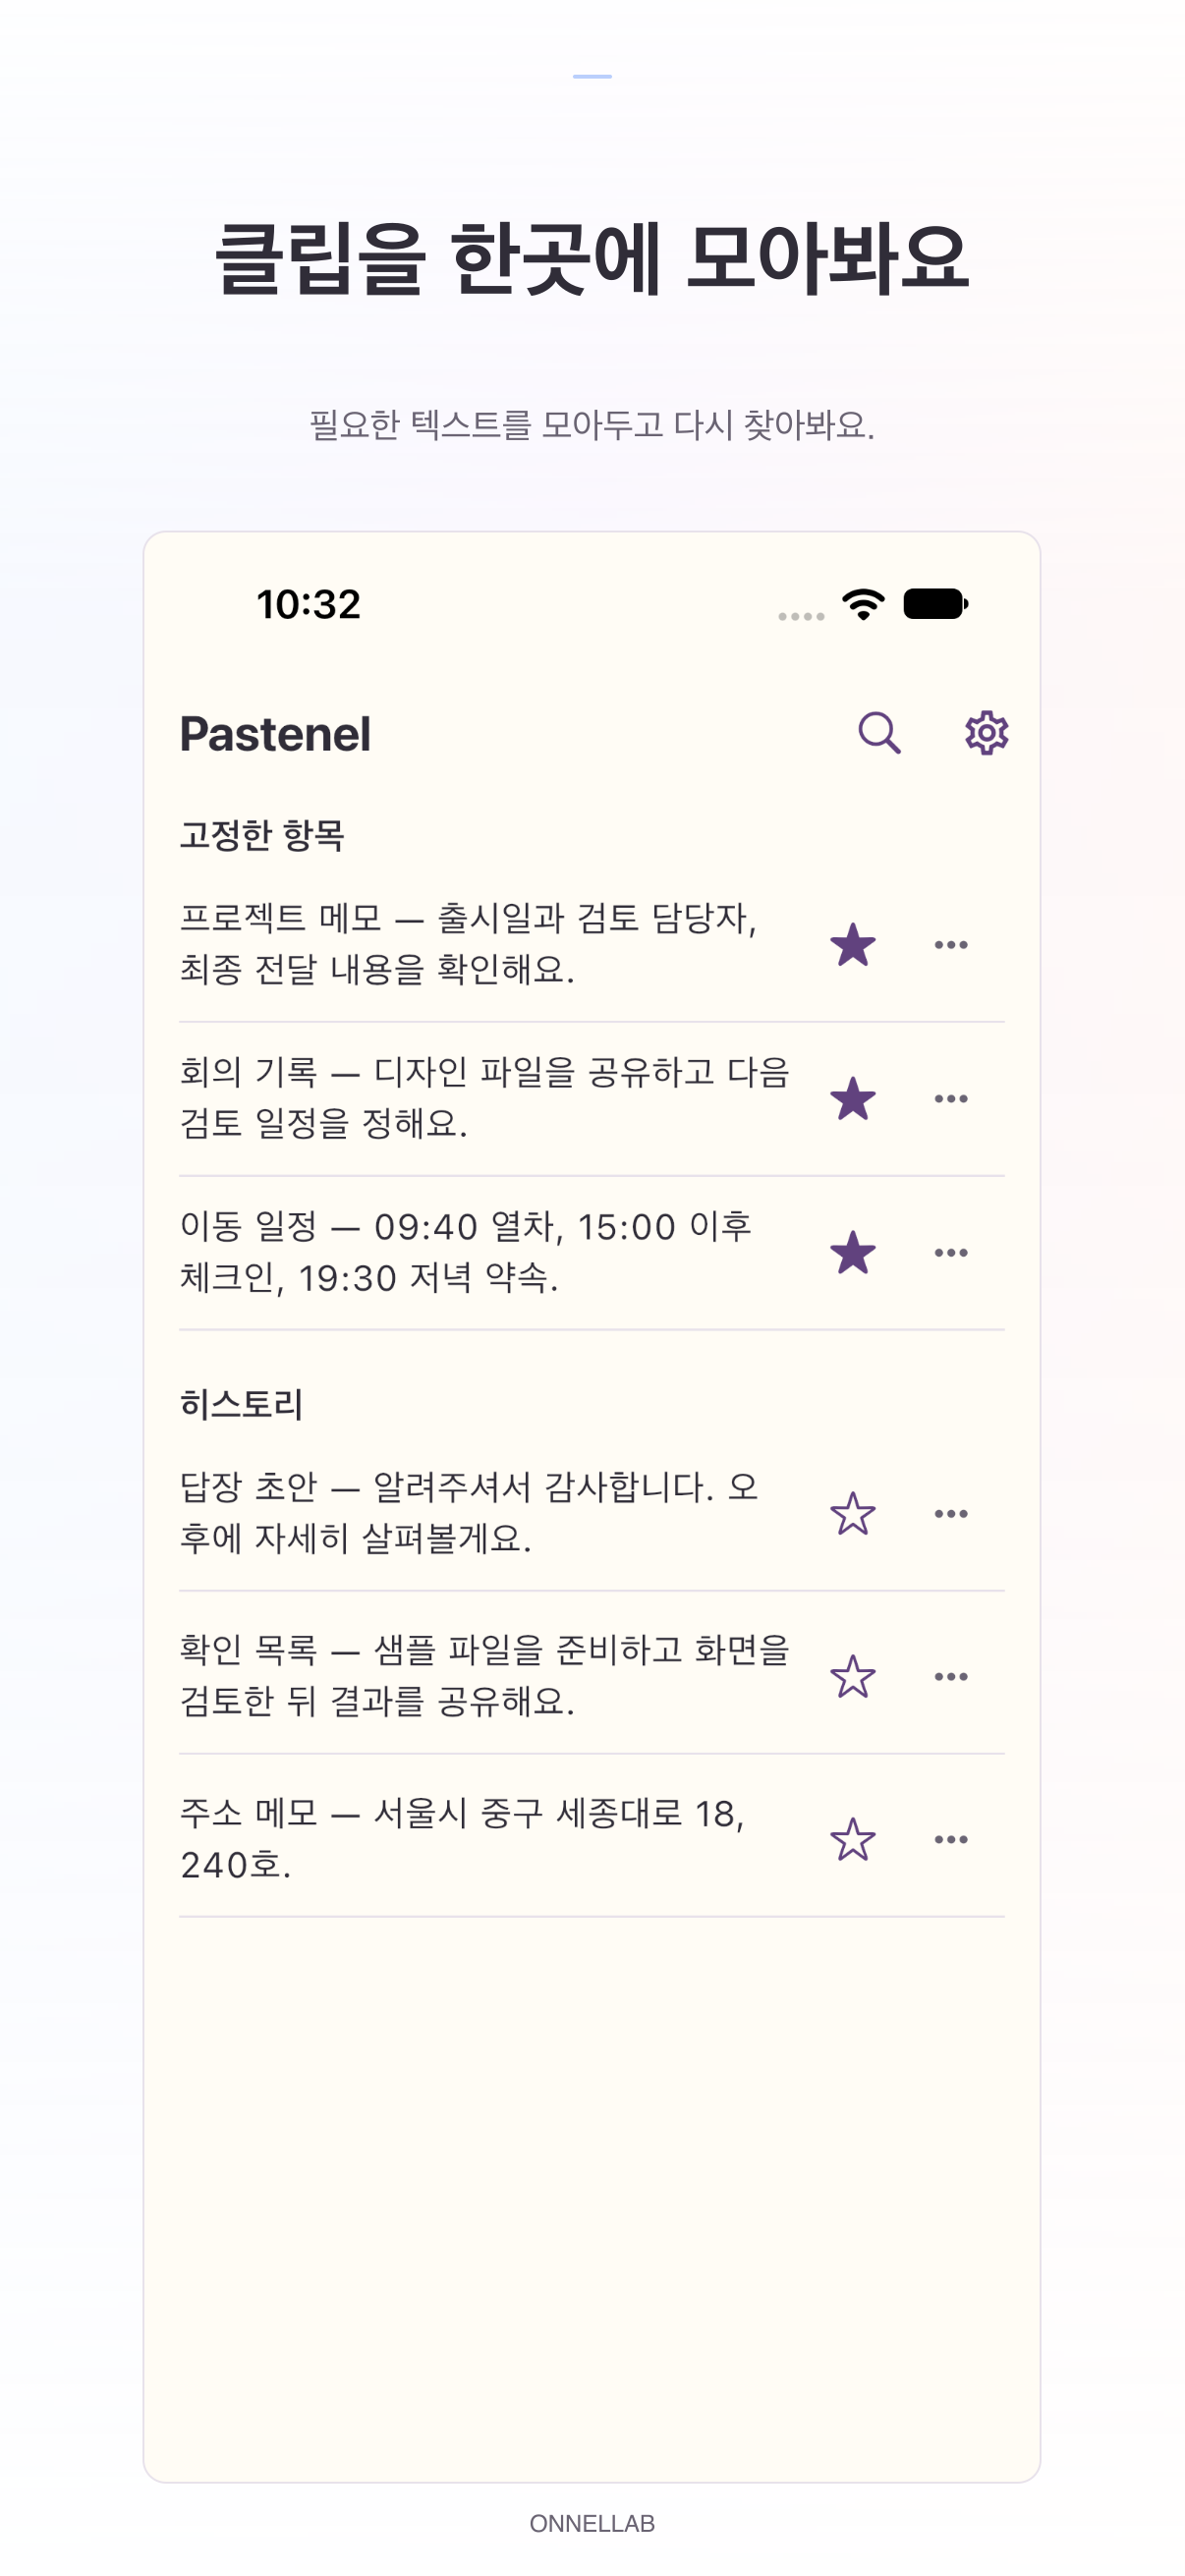 클립을 한곳에 모아봐요
필요한 텍스트를 모아두고 다시 찾아봐요.
10:32
Pastenel
고정한 항목
프로젝트 메모 — 출시일과 검토 담당자,
최종 전달 내용을 확인해요.
회의 기록 — 디자인 파일을 공유하고 다음
검토 일정을 정해요.
이동 일정 — 09:40 열차, 15:00 이후
체크인, 19:30 저녁 약속.
히스토리
답장 초안 — 알려주셔서 감사합니다. 오
후에 자세히 살펴볼게요.
확인 목록 — 샘플 파일을 준비하고 화면을
검토한 뒤 결과를 공유해요.
주소 메모 — 서울시 중구 세종대로 18,
240호.
ONNELLAB